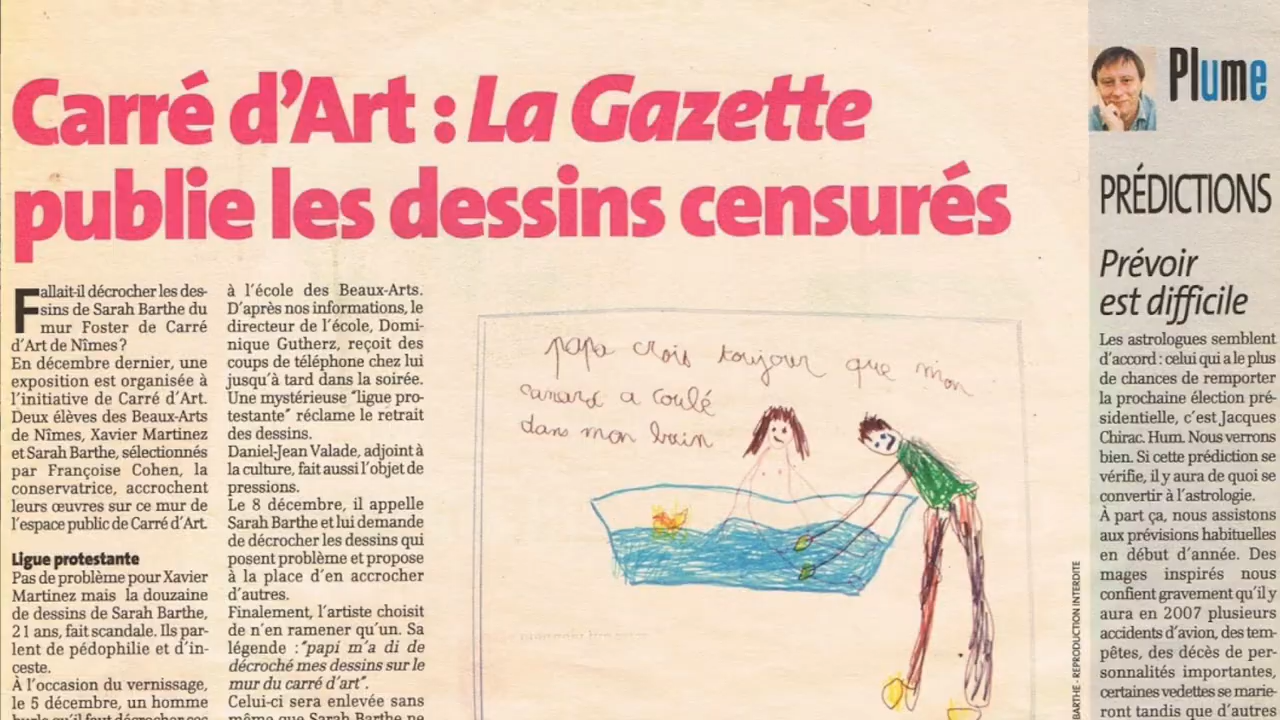 Carré d’Art : La Gazette
publie les dessins censurés
Fallait-il décrocher les des-
sins de Sarah Barthe du
mur Foster de Carré
d’Art de Nîmes ?
En décembre dernier, une
exposition est organisée à
l’initiative de Carré d’Art.
Deux élèves des Beaux-Arts
de Nîmes, Xavier Martinez
et Sarah Barthe, sélectionnés
par Françoise Cohen, la
conservatrice, accrochent
leurs œuvres sur ce mur de
l’espace public de Carré d’Art.
Ligue protestante
Pas de problème pour Xavier
Martinez mais la douzaine
de dessins de Sarah Barthe,
21 ans, fait scandale. Ils par-
lent de pédophilie et d’in-
ceste.
À l’occasion du vernissage,
le 5 décembre, un homme
hurle qu’il faut décrocher ces
à l’école des Beaux-Arts.
D’après nos informations, le
directeur de l’école, Domi-
nique Gutherz, reçoit des
coups de téléphone chez lui
jusqu’à tard dans la soirée.
Une mystérieuse "ligue pro-
testante" réclame le retrait
des dessins.
Daniel-Jean Valade, adjoint à
la culture, fait aussi l’objet de
pressions.
Le 8 décembre, il appelle
Sarah Barthe et lui demande
de décrocher les dessins qui
posent problème et propose
à la place d’en accrocher
d’autres.
Finalement, l’artiste choisit
de n’en ramener qu’un. Sa
légende : "papi m’a di de
décroché mes dessins sur le
mur du carré d’art".
Celui-ci sera enlevée sans
même que Sarah Barthe ne
papa crois toujour que mon
canard a coulé
dans mon bain
BARTHE - REPRODUCTION INTERDITE
Plume
PRÉDICTIONS
Prévoir
est difficile
Les astrologues semblent
d’accord : celui qui a le plus
de chances de remporter
la prochaine élection pré-
sidentielle, c’est Jacques
Chirac. Hum. Nous verrons
bien. Si cette prédiction se
vérifie, il y aura de quoi se
convertir à l’astrologie.
À part ça, nous assistons
aux prévisions habituelles
en début d’année. Des
mages inspirés nous
confient gravement qu’il y
aura en 2007 plusieurs
accidents d’avion, des tem-
pêtes, des décès de per-
sonnalités importantes,
certaines vedettes se marie-
ront tandis que d’autres